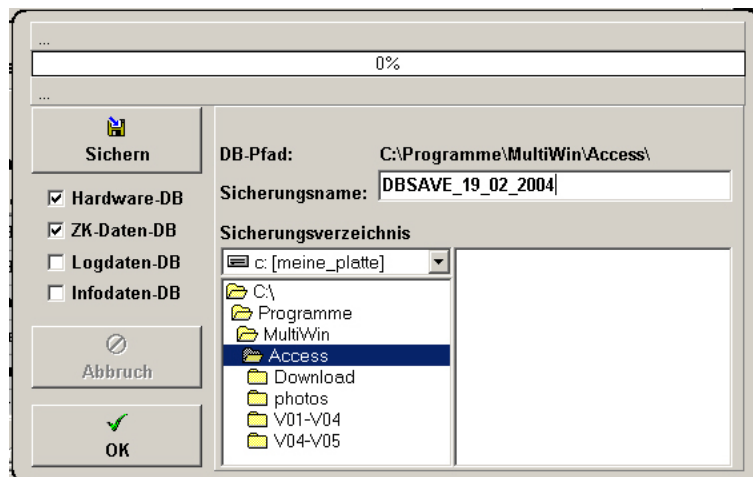 ...
0%
...
Sichern
DB-Pfad: C:\Programme\MultiWin\Access\
Sicherungsname: DBSAVE_19_02_2004
Hardware-DB
ZK-Daten-DB
Logdaten-DB
Infodaten-DB
Sicherungsverzeichnis
c: [meine_platte]
C:\
Programme
MultiWin
Access
Download
photos
V01-V04
V04-V05
Abbruch
OK